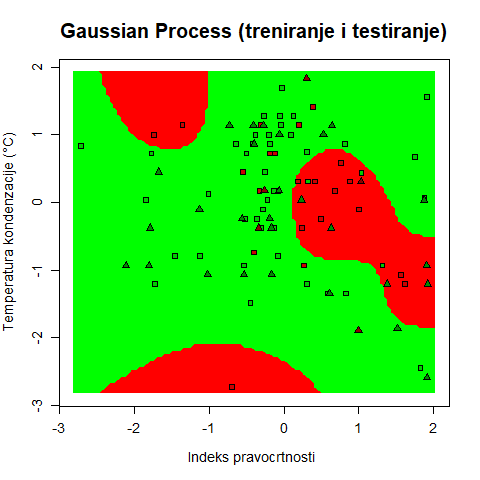 Gaussian Process (treniranje i testiranje)
Temperatura kondenzacije (°C)
2
1
0
-1
-2
-3
-3 -2 -1 0 1 2
Indeks pravocrtnosti